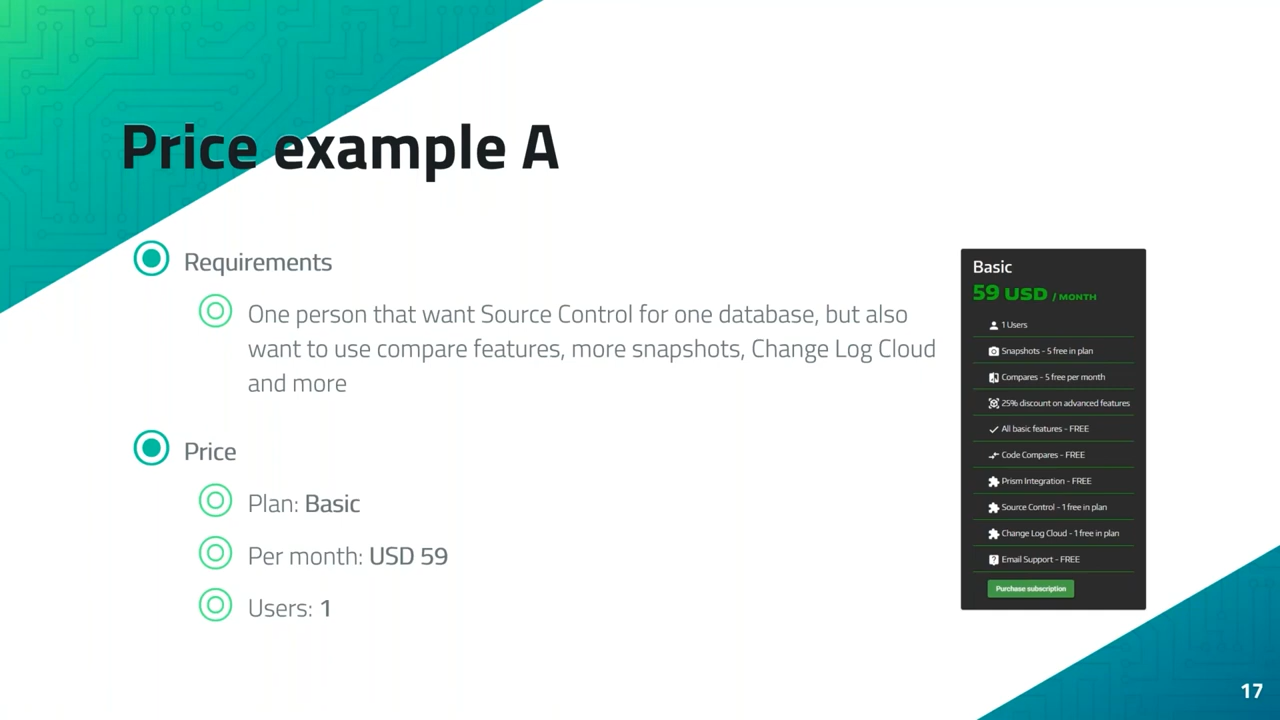 Price example A
Requirements
One person that want Source Control for one database, but also
want to use compare features, more snapshots, Change Log Cloud
and more
Price
Plan: Basic
Per month: USD 59
Users: 1
Basic
59 USD / MONTH
1 Users
Snapshots - 5 free in plan
Compares - 5 free per month
25% discount on advanced features
All basic features - FREE
Code Compares - FREE
Prism Integration - FREE
Source Control - 1 free in plan
Change Log Cloud - 1 free in plan
Email Support - FREE
Purchase subscription
17